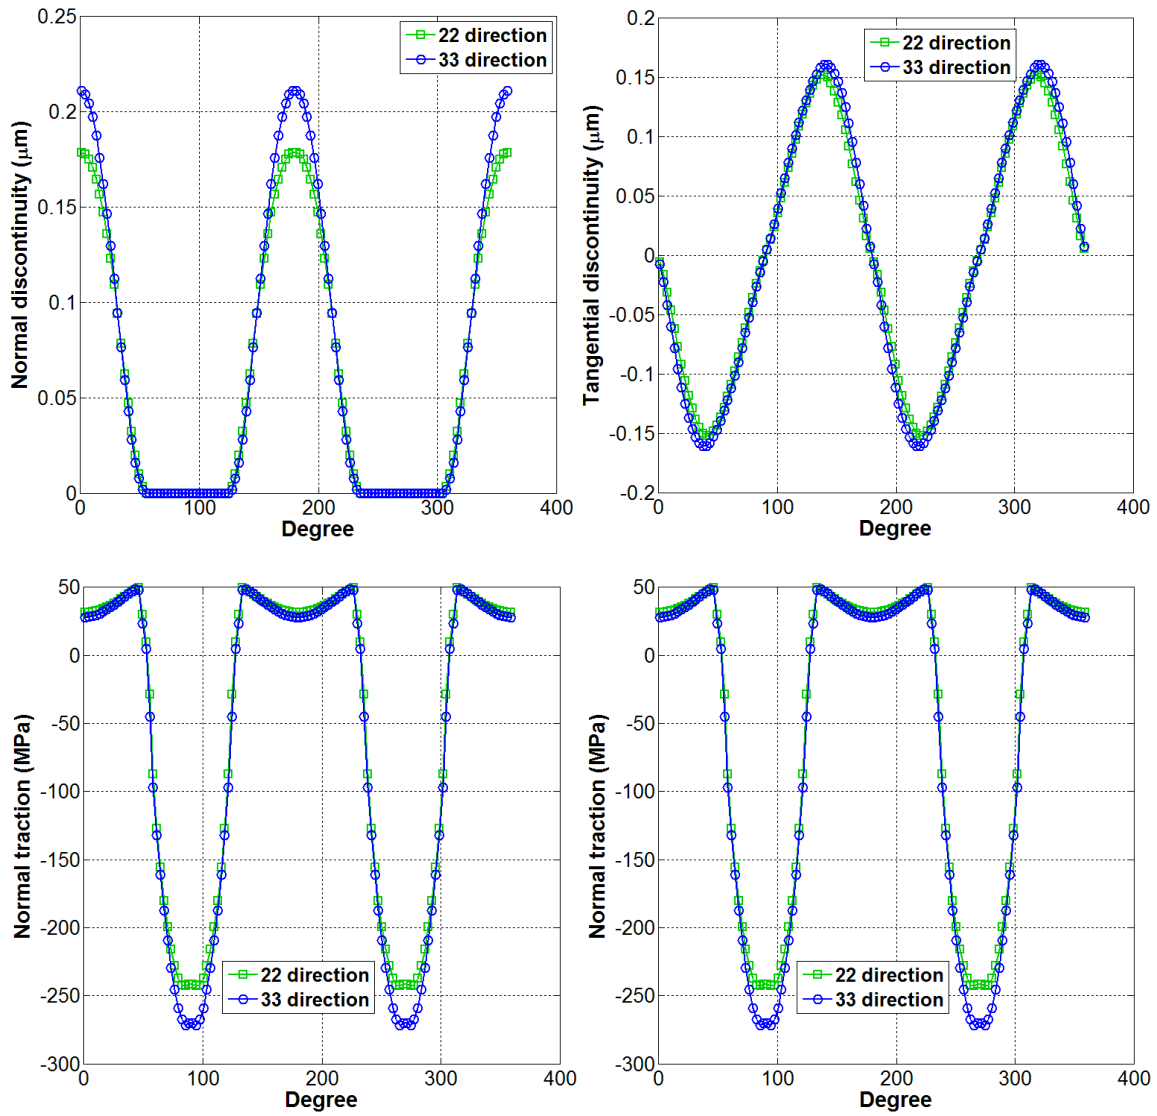 0.25
0.2
0.15
0.1
0.05
0
0 100 200 300 400
Normal discontinuity (μm)
Degree
22 direction
33 direction
0.2
0.15
0.1
0.05
0
-0.05
-0.1
-0.15
-0.2
0 100 200 300 400
Tangential discontinuity (μm)
Degree
22 direction
33 direction
50
0
-50
-100
-150
-200
-250
-300
0 100 200 300 400
Normal traction (MPa)
Degree
22 direction
33 direction
50
0
-50
-100
-150
-200
-250
-300
0 100 200 300 400
Normal traction (MPa)
Degree
22 direction
33 direction